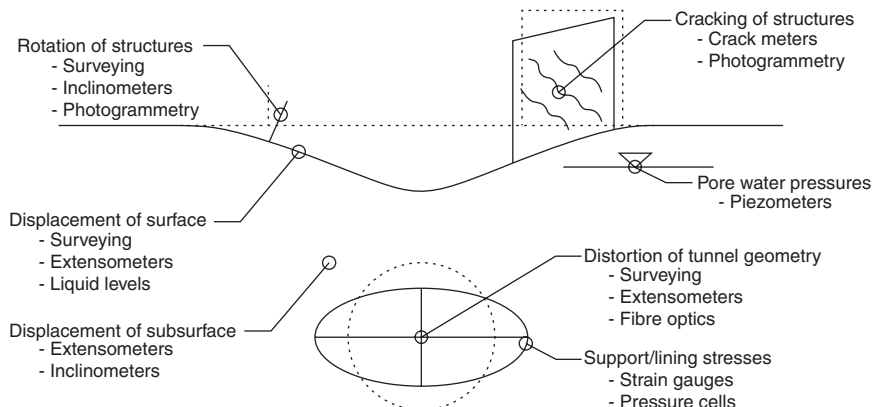 Rotation of structures
- Surveying
- Inclinometers
- Photogrammetry
Cracking of structures
- Crack meters
- Photogrammetry
Pore water pressures
- Piezometers
Displacement of surface
- Surveying
- Extensometers
- Liquid levels
Displacement of subsurface
- Extensometers
- Inclinometers
Distortion of tunnel geometry
- Surveying
- Extensometers
- Fibre optics
Support/lining stresses
- Strain gauges
- Pressure cells